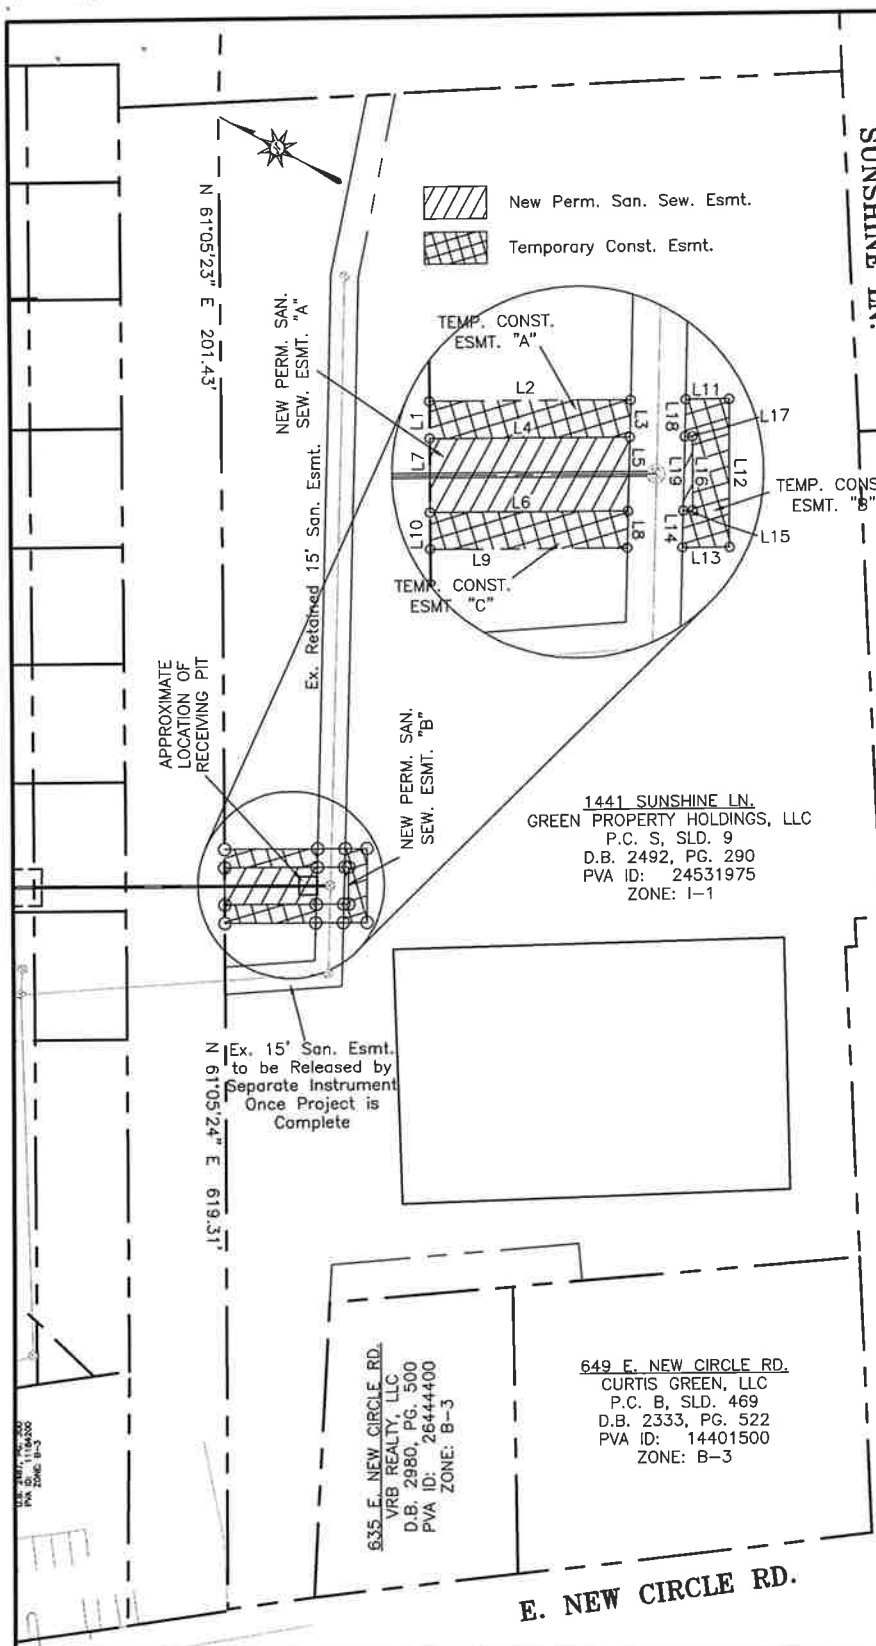 SUNSHINE LN.
New Perm. San. Sew. Esmt.
Temporary Const. Esmt.
N 61°05'23" E 201.43'
NEW PERM. SAN.
SEW. ESMT. "A"
Ex. Retained 15' San. Esmt.
TEMP. CONST.
ESMT. "A"
L2
L11
L1
L3
L18
L17
L4
L7
L5
L19
L16
L12
TEMP. CONS
ESMT. "B"
L6
L10
L8
L14
L15
L9
L13
TEMP. CONST.
ESMT. "C"
APPROXIMATE
LOCATION OF
RECEIVING PIT
NEW PERM. SAN.
SEW. ESMT. "B"
1441 SUNSHINE LN.
GREEN PROPERTY HOLDINGS, LLC
P.C. S, SLD. 9
D.B. 2492, PG. 290
PVA ID: 24531975
ZONE: I-1
Ex. 15' San. Esmt.
to be Released by
Separate Instrument
Once Project is
Complete
N 61°05'24" E 619.31'
635 E. NEW CIRCLE RD.
VRB REALTY, LLC
D.B. 2980, PG. 500
PVA ID: 26444400
ZONE: B-3
649 E. NEW CIRCLE RD.
CURTIS GREEN, LLC
P.C. B, SLD. 469
D.B. 2333, PG. 522
PVA ID: 14401500
ZONE: B-3
PVA ID:
ZONE: B-3
E. NEW CIRCLE RD.